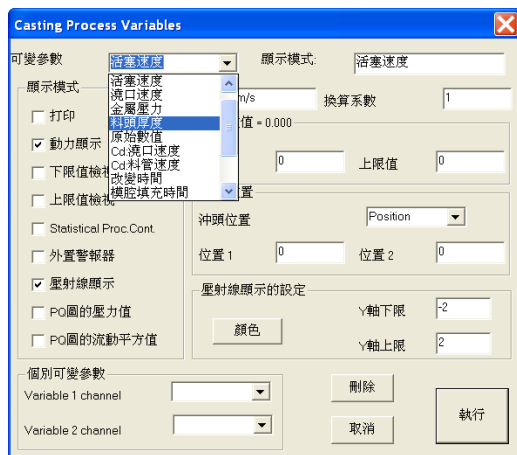 Casting Process Variables
可變參數
活塞速度
顯示模式:
活塞速度
顯示模式
活塞速度
澆口速度
金屬壓力
料頭厚度
原始數值
Cd:澆口速度
Cd:料管速度
改變時間
模腔填充時間
m/s
換算系數
1
值 = 0.000
0
上限值
0
打印
動力顯示
下限值檢視
上限值檢視
Statistical Proc.Cont.
外置警報器
壓射線顯示
PQ圖的壓力值
PQ圖的流動平方值
位置
沖頭位置
Position
位置 1
0
位置 2
0
壓射線顯示的設定
顏色
Y軸下限
-2
Y軸上限
2
個別可變參數
Variable 1 channel
Variable 2 channel
刪除
取消
執行